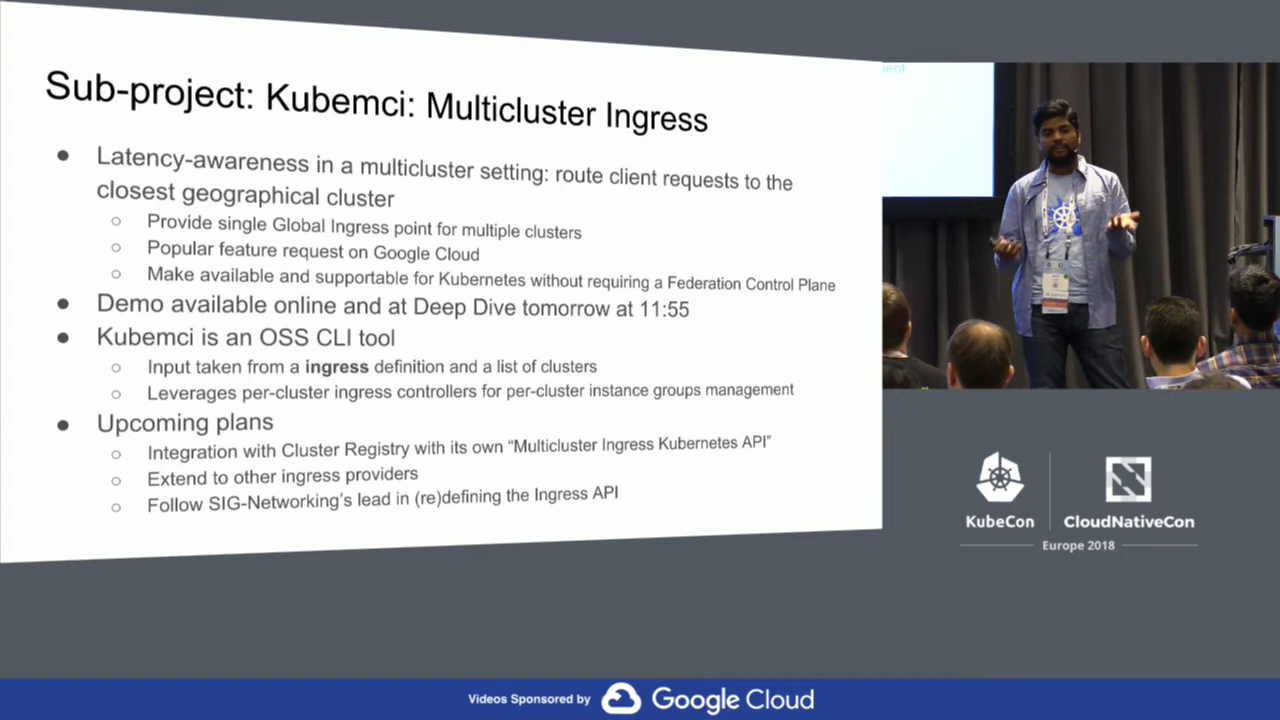 Sub-project: Kubemci: Multicluster Ingress
● Latency-awareness in a multicluster setting: route client requests to the
closest geographical cluster
○ Provide single Global Ingress point for multiple clusters
○ Popular feature request on Google Cloud
○ Make available and supportable for Kubernetes without requiring a Federation Control Plane
● Demo available online and at Deep Dive tomorrow at 11:55
● Kubemci is an OSS CLI tool
○ Input taken from a ingress definition and a list of clusters
○ Leverages per-cluster ingress controllers for per-cluster instance groups management
● Upcoming plans
○ Integration with Cluster Registry with its own “Multicluster Ingress Kubernetes API”
○ Extend to other ingress providers
○ Follow SIG-Networking’s lead in (re)defining the Ingress API
KubeCon
CloudNativeCon
Europe 2018
Videos Sponsored by Google Cloud